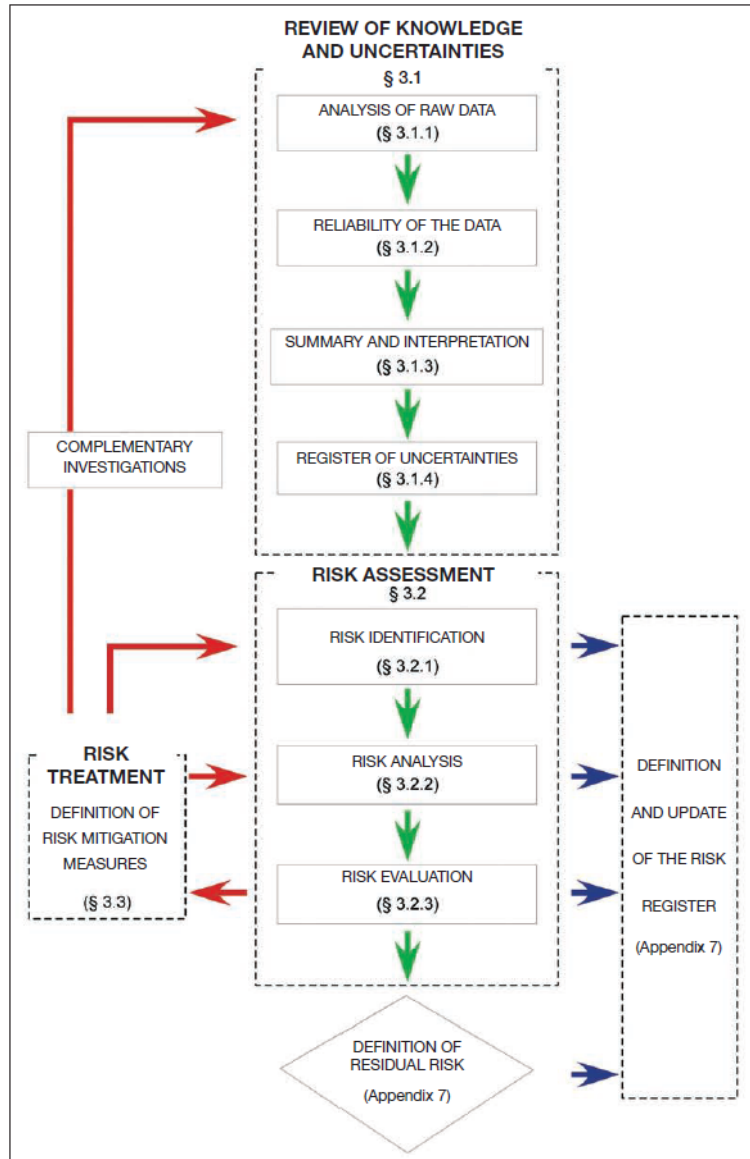 REVIEW OF KNOWLEDGE
AND UNCERTAINTIES
§ 3.1
ANALYSIS OF RAW DATA
(§ 3.1.1)
RELIABILITY OF THE DATA
(§ 3.1.2)
SUMMARY AND INTERPRETATION
(§ 3.1.3)
COMPLEMENTARY
INVESTIGATIONS
REGISTER OF UNCERTAINTIES
(§ 3.1.4)
RISK ASSESSMENT
§ 3.2
RISK IDENTIFICATION
(§ 3.2.1)
RISK
TREATMENT
DEFINITION OF
RISK MITIGATION
MEASURES
(§ 3.3)
RISK ANALYSIS
(§ 3.2.2)
RISK EVALUATION
(§ 3.2.3)
DEFINITION
AND UPDATE
OF THE RISK
REGISTER
(Appendix 7)
DEFINITION OF
RESIDUAL RISK
(Appendix 7)